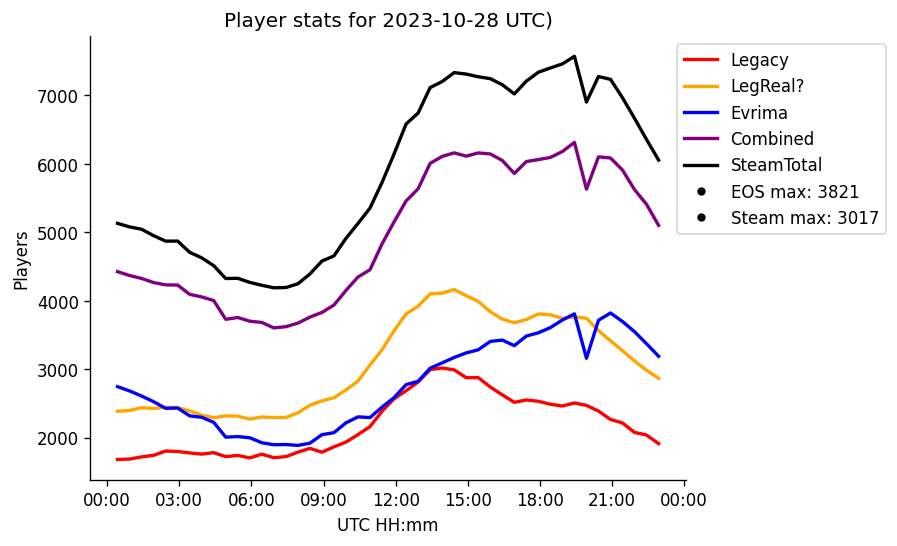 Player stats for 2023-10-28 UTC)
Legacy
LegReal?
Evrima
Combined
SteamTotal
EOS max: 3821
Steam max: 3017
Players
7000
6000
5000
4000
3000
2000
00:00 03:00 06:00 09:00 12:00 15:00 18:00 21:00 00:00
UTC HH:mm